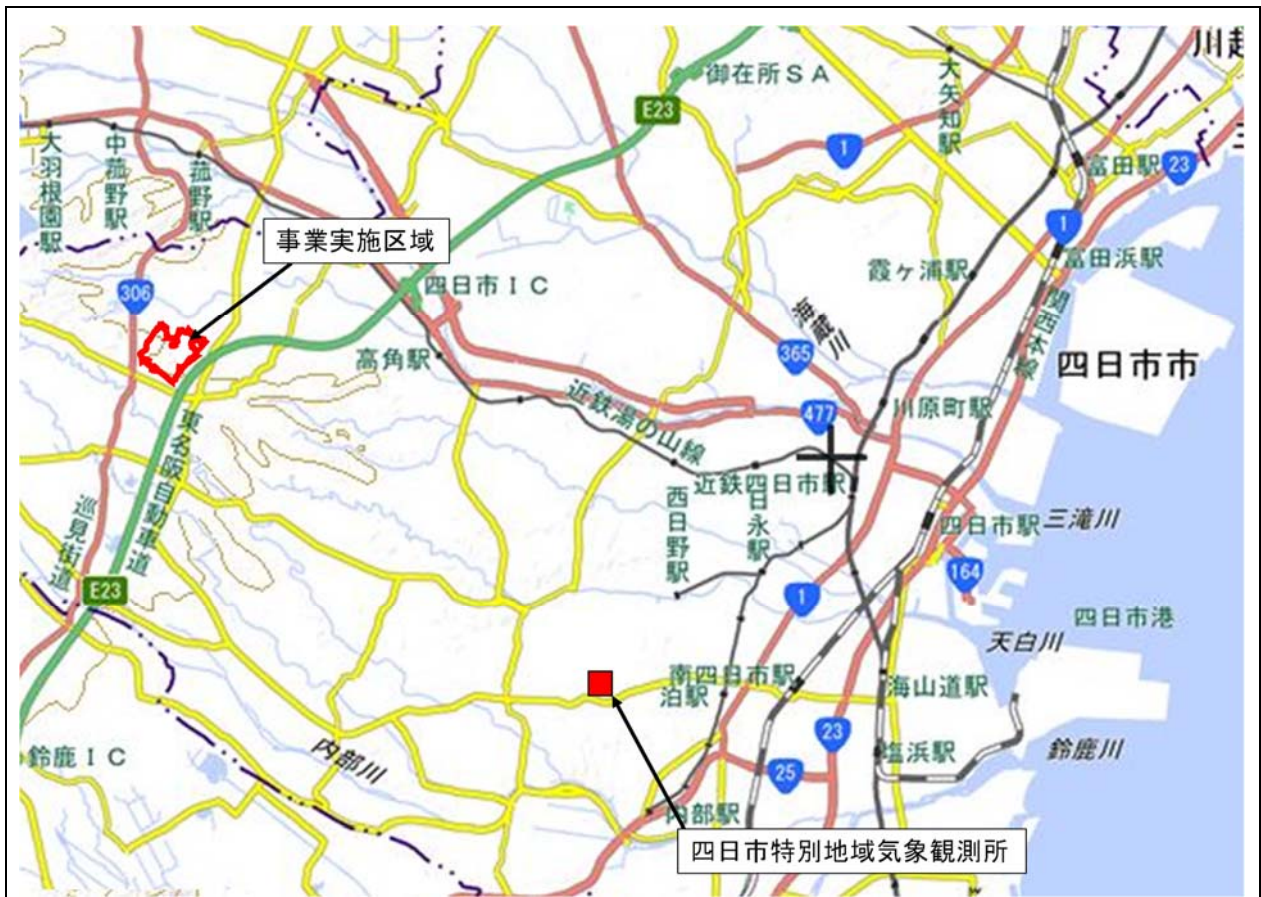 川越
御在所ＳＡ
大矢知駅
E23
1
富田駅
23
大羽根園駅
中菰野駅
菰野駅
事業実施区域
1
富田浜駅
霞ヶ浦駅
306
四日市ＩＣ
海蔵川
関西本線
高角駅
365
四日市市
近鉄湯の山線
477
川原町駅
東名阪自動車道
近鉄四日市駅
西日野駅
日永駅
巡見街道
四日市駅
三滝川
E23
1
164
四日市港
天白川
南四日市駅
泊駅
海山道駅
鈴鹿ＩＣ
内部川
23
塩浜駅
鈴鹿川
25
内部駅
四日市特別地域気象観測所